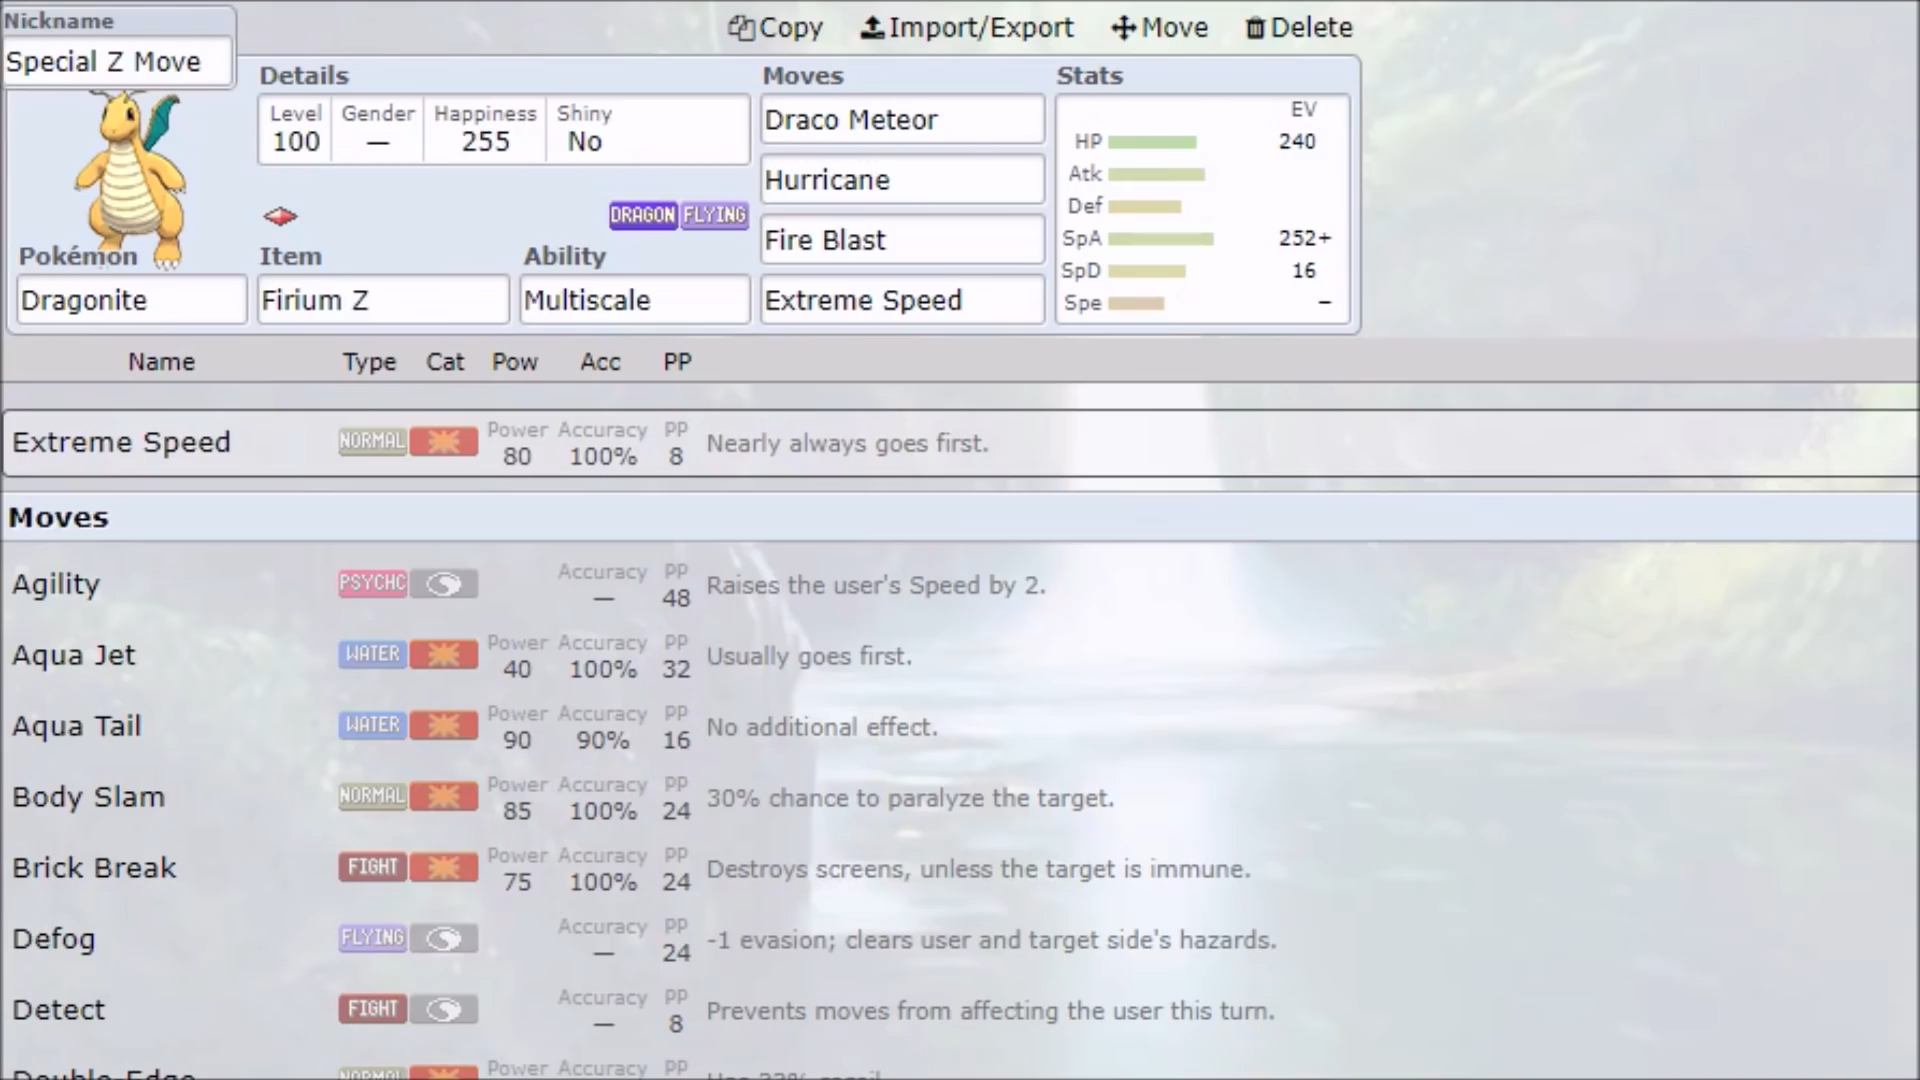 Nickname
Special Z Move
Copy Import/Export Move Delete
Details Moves Stats
Level Gender Happiness Shiny
100 — 255 No
DRAGON FLYING
Pokémon Item Ability
Dragonite Firium Z Multiscale
Draco Meteor
Hurricane
Fire Blast
Extreme Speed
EV
HP 240
Atk
Def
SpA 252+
SpD 16
Spe –
Name Type Cat Pow Acc PP
Extreme Speed NORMAL Power 80 Accuracy 100% PP 8 Nearly always goes first.
Moves
Agility PSYCHC Accuracy — PP 48 Raises the user's Speed by 2.
Aqua Jet WATER Power 40 Accuracy 100% PP 32 Usually goes first.
Aqua Tail WATER Power 90 Accuracy 90% PP 16 No additional effect.
Body Slam NORMAL Power 85 Accuracy 100% PP 24 30% chance to paralyze the target.
Brick Break FIGHT Power 75 Accuracy 100% PP 24 Destroys screens, unless the target is immune.
Defog FLYING Accuracy — PP 24 -1 evasion; clears user and target side's hazards.
Detect FIGHT Accuracy — PP 8 Prevents moves from affecting the user this turn.
Double-Edge NORMAL Power Accuracy PP